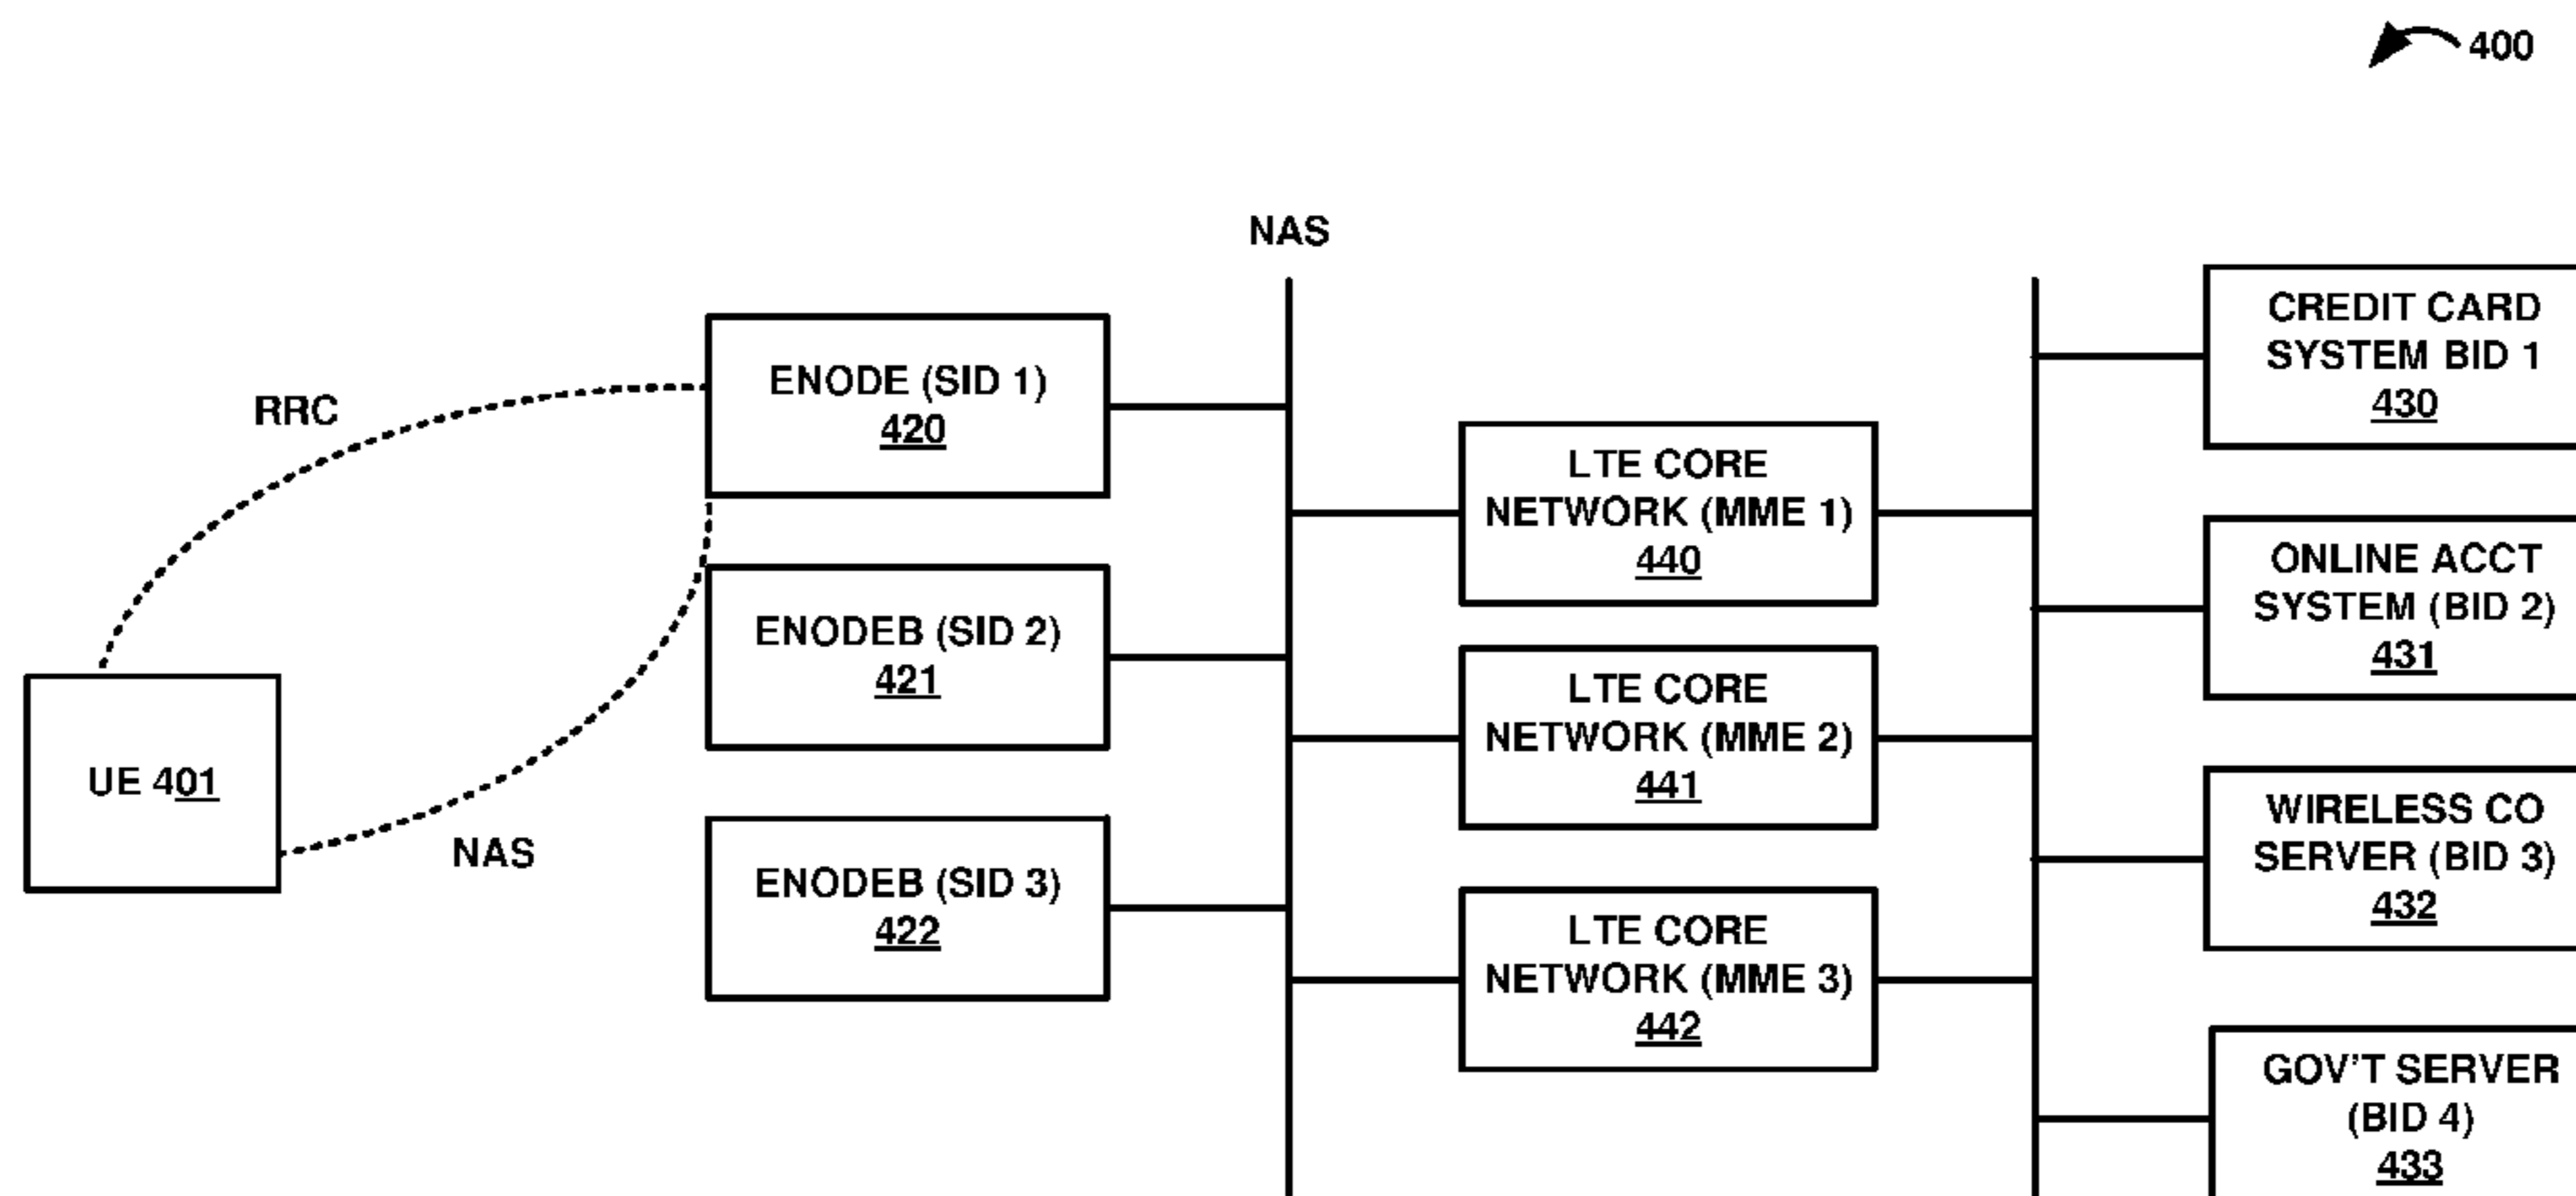 400
NAS
RRC
NAS
UE 401
ENODE (SID 1)
420
ENODEB (SID 2)
421
ENODEB (SID 3)
422
LTE CORE
NETWORK (MME 1)
440
LTE CORE
NETWORK (MME 2)
441
LTE CORE
NETWORK (MME 3)
442
CREDIT CARD
SYSTEM BID 1
430
ONLINE ACCT
SYSTEM (BID 2)
431
WIRELESS CO
SERVER (BID 3)
432
GOV'T SERVER
(BID 4)
433